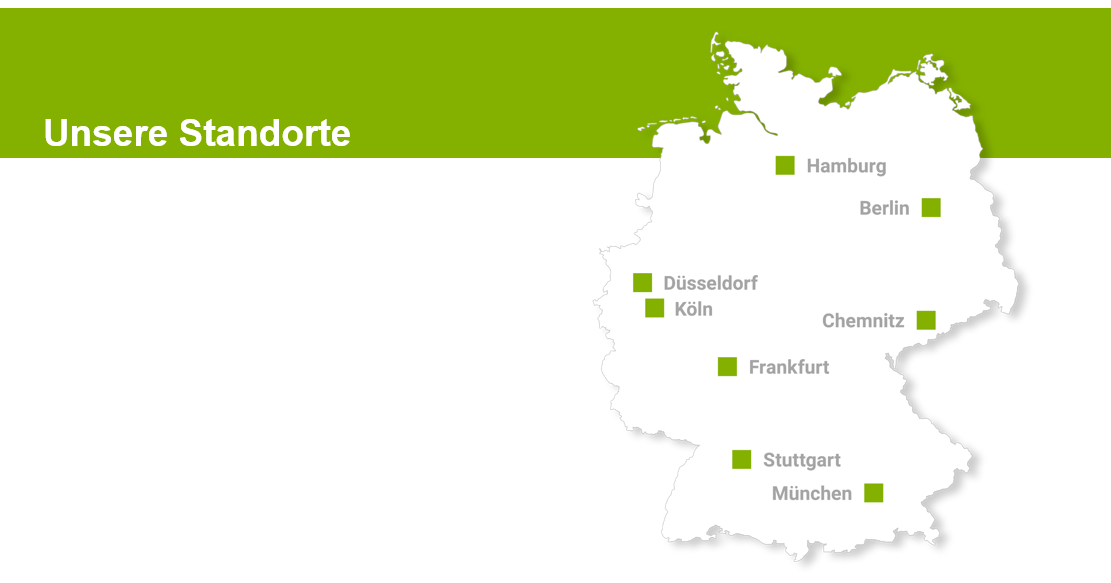 Unsere Standorte
Hamburg
Berlin
Düsseldorf
Köln
Chemnitz
Frankfurt
Stuttgart
München